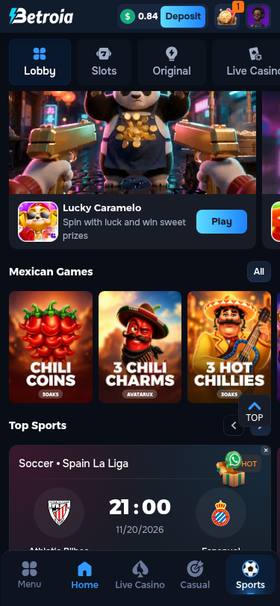 Betroia
$ 0.84 Deposit
1
Lobby
Slots
Original
Live Casino
Lucky Caramelo
Spin with luck and win sweet
prizes
Play
Mexican Games
All
CHILI
COINS
3OAKS
3 CHILI
CHARMS
AVATARUX
3 HOT
CHILLIES
3OAKS
TOP
Top Sports
Soccer • Spain La Liga
HOT
21 : 00
11/20/2026
Athletic Bilbao
Espanyol
Menu
Home
Live Casino
Casual
Sports